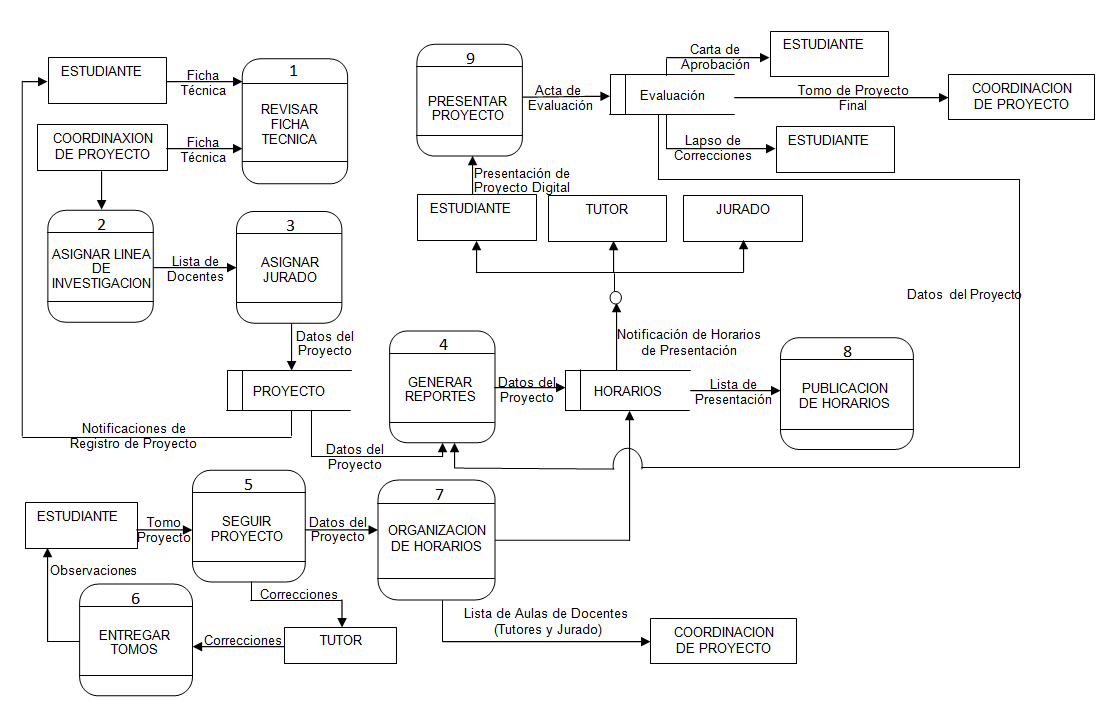 ESTUDIANTE
Ficha
Técnica
1
REVISAR
FICHA
TECNICA
COORDINAXION
DE PROYECTO
Ficha
Técnica
2
ASIGNAR LINEA
DE
INVESTIGACION
Lista de
Docentes
3
ASIGNAR
JURADO
Datos del
Proyecto
PROYECTO
Notificaciones de
Registro de Proyecto
Datos del
Proyecto
4
GENERAR
REPORTES
Datos del
Proyecto
HORARIOS
Lista de
Presentación
8
PUBLICACION
DE HORARIOS
Notificación de Horarios
de Presentación
ESTUDIANTE
TUTOR
JURADO
Presentación de
Proyecto Digital
9
PRESENTAR
PROYECTO
Acta de
Evaluación
Evaluación
Carta de
Aprobación
ESTUDIANTE
Tomo de Proyecto
Final
COORDINACION
DE PROYECTO
Lapso de
Correcciones
ESTUDIANTE
Datos del Proyecto
ESTUDIANTE
Tomo
Proyecto
5
SEGUIR
PROYECTO
Datos del
Proyecto
7
ORGANIZACION
DE HORARIOS
Observaciones
Correcciones
6
ENTREGAR
TOMOS
Correcciones
TUTOR
Lista de Aulas de Docentes
(Tutores y Jurado)
COORDINACION
DE PROYECTO